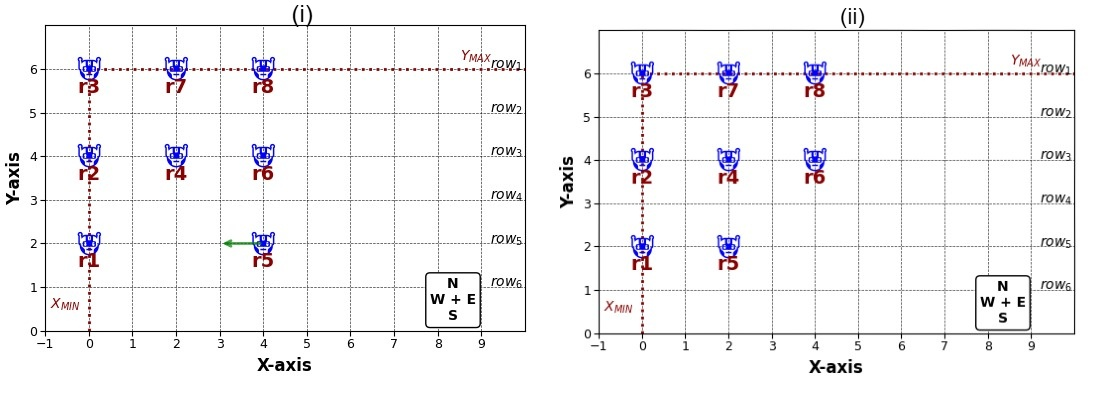 (i)
Y-axis
6
5
4
3
2
1
0
Y_MAX
row1
row2
row3
row4
row5
row6
r3 r7 r8
r2 r4 r6
r1 r5
X_MIN
N
W + E
S
−1 0 1 2 3 4 5 6 7 8 9
X-axis
(ii)
Y-axis
6
5
4
3
2
1
0
Y_MAX
row1
row2
row3
row4
row5
row6
r3 r7 r8
r2 r4 r6
r1 r5
X_MIN
N
W + E
S
−1 0 1 2 3 4 5 6 7 8 9
X-axis